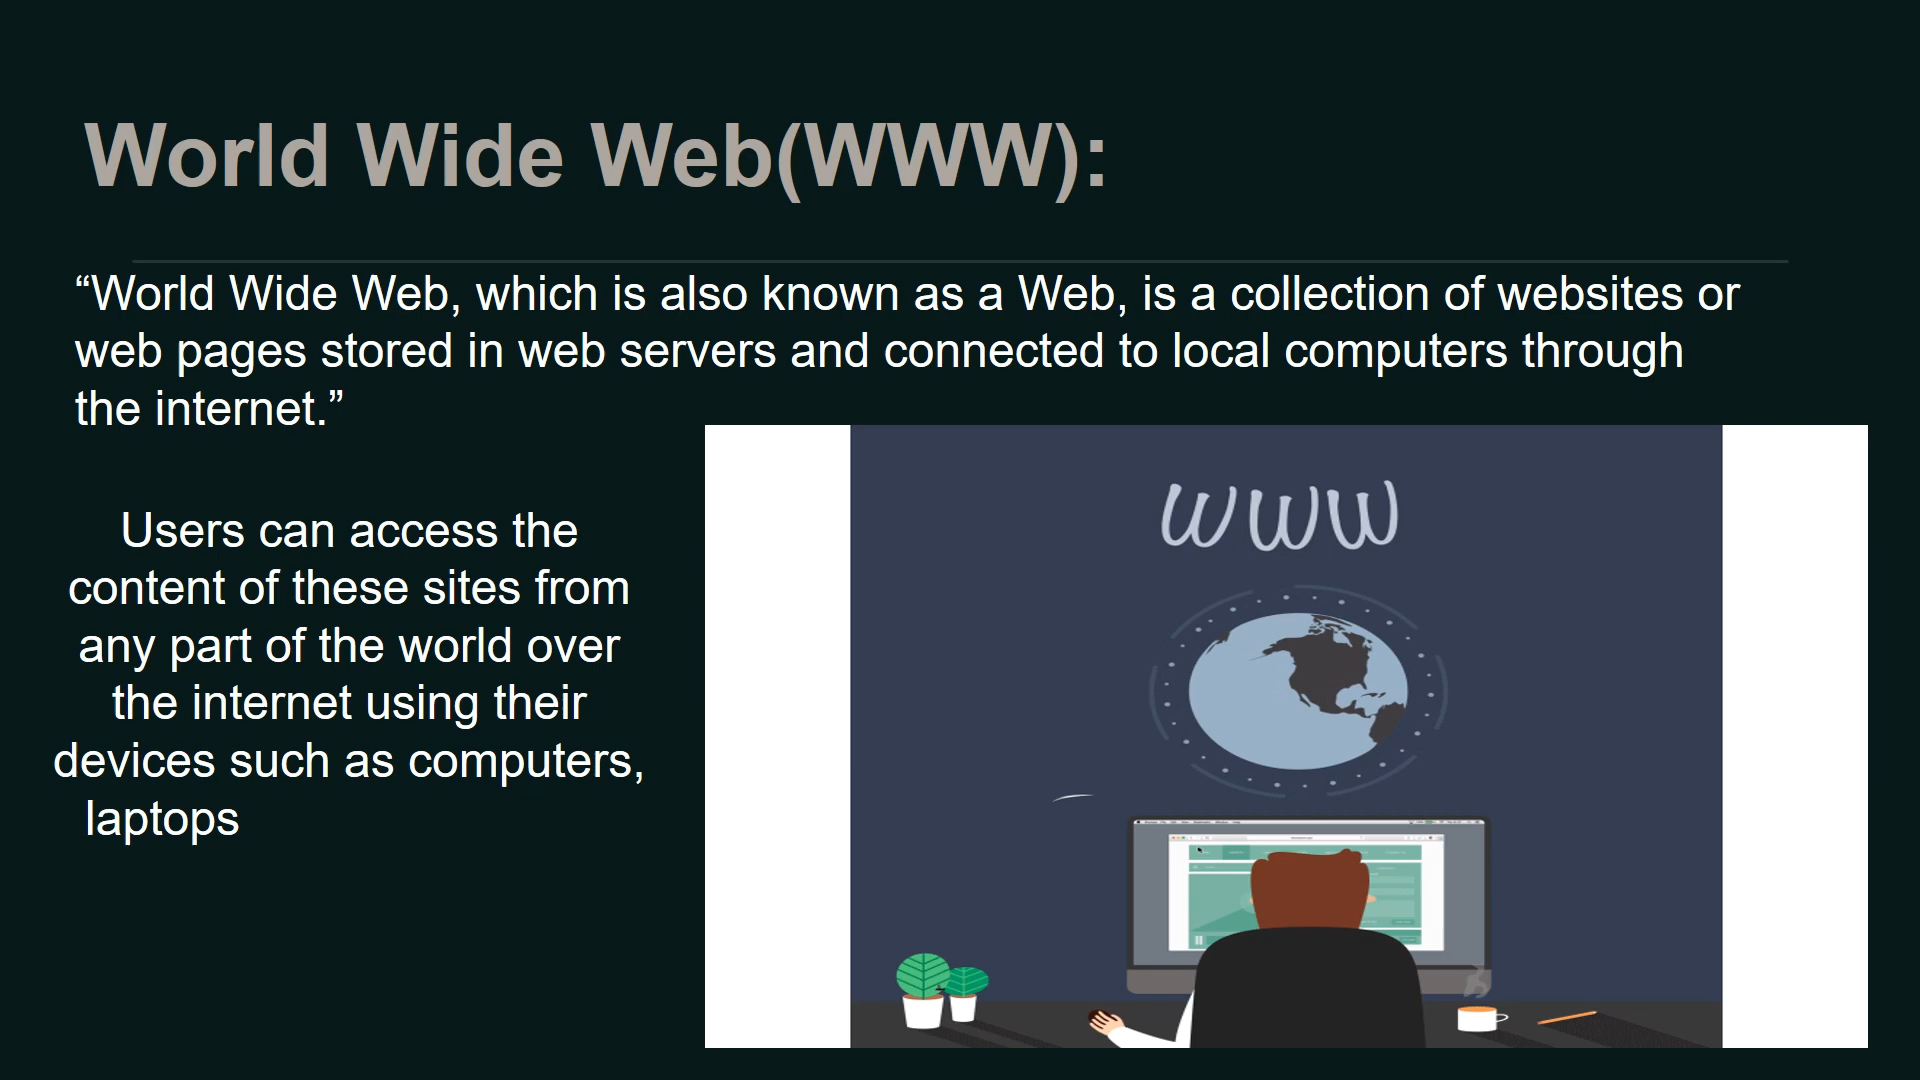 World Wide Web(WWW):
“World Wide Web, which is also known as a Web, is a collection of websites or
web pages stored in web servers and connected to local computers through
the internet.”
Users can access the
content of these sites from
any part of the world over
the internet using their
devices such as computers,
laptops
www